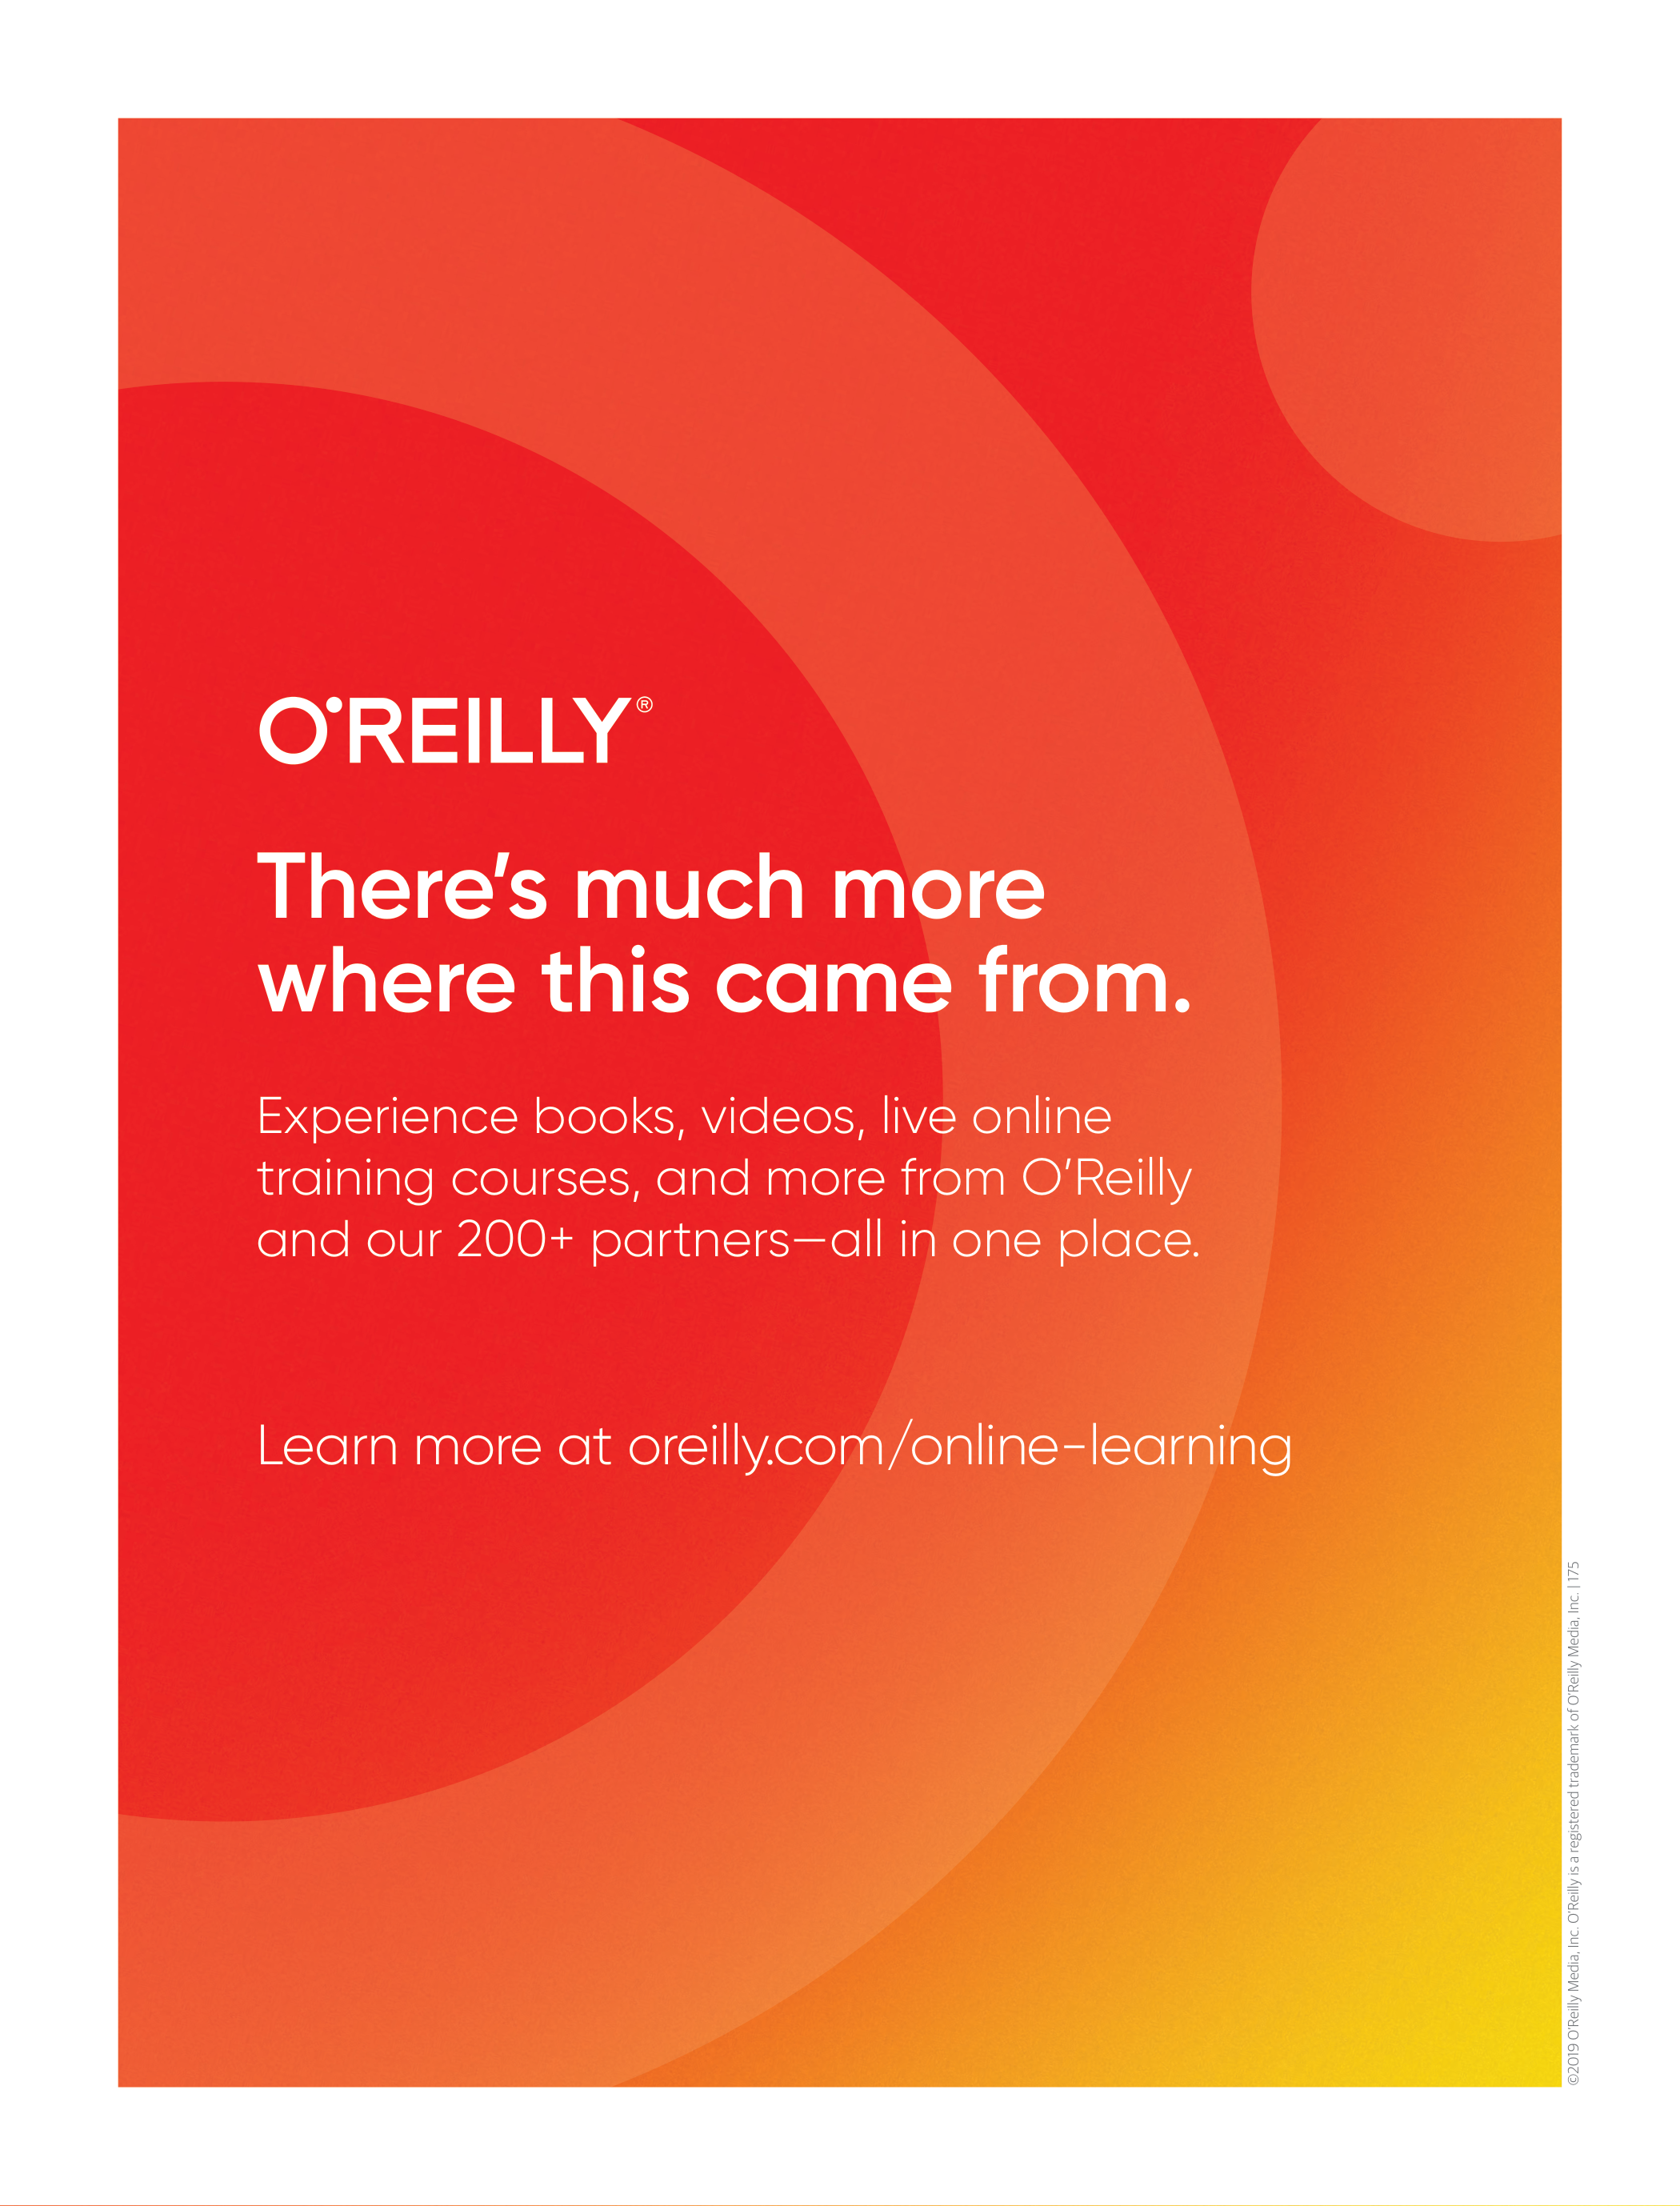 O'REILLY®
There's much more
where this came from.
Experience books, videos, live online
training courses, and more from O'Reilly
and our 200+ partners—all in one place.
Learn more at oreilly.com/online-learning
©2019 O'Reilly Media, Inc. O'Reilly is a registered trademark of O'Reilly Media, Inc. | 175